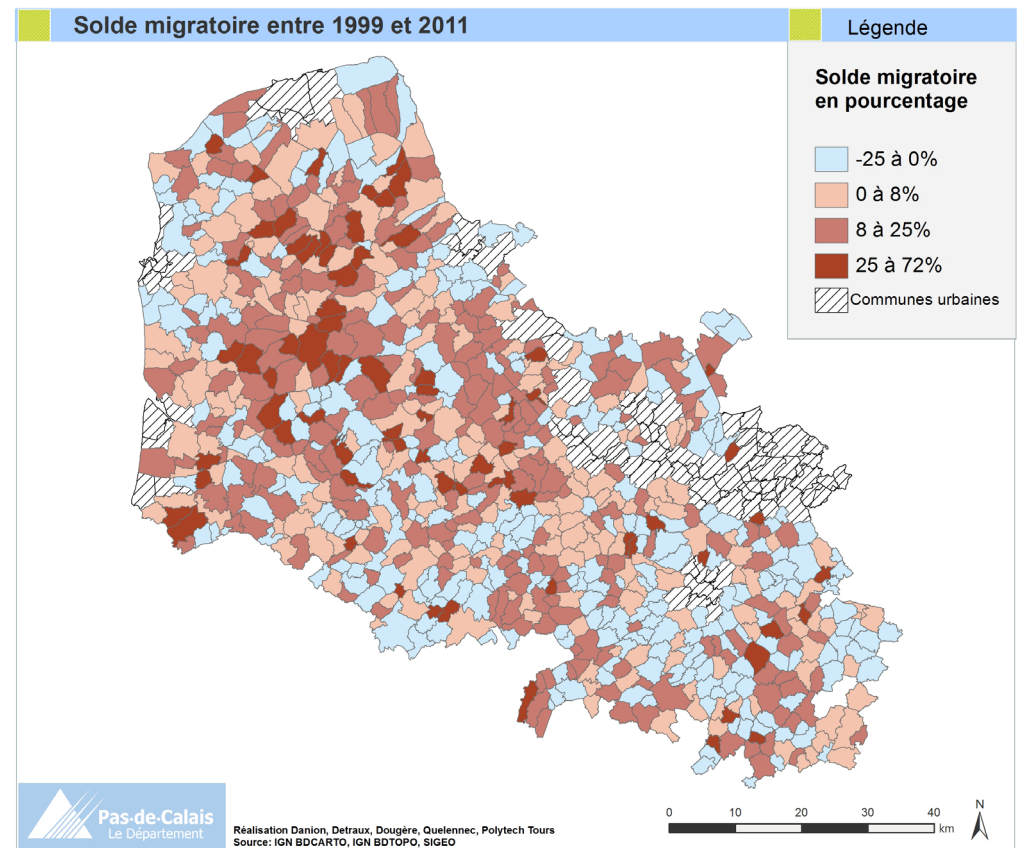 Solde migratoire entre 1999 et 2011
Légende
Solde migratoire
en pourcentage
-25 à 0%
0 à 8%
8 à 25%
25 à 72%
Communes urbaines
Pas-de-Calais
Le Département
Réalisation Danion, Detraux, Dougère, Quelennec, Polytech Tours
Source: IGN BDCARTO, IGN BDTOPO, SIGEO
0 10 20 30 40
km
N